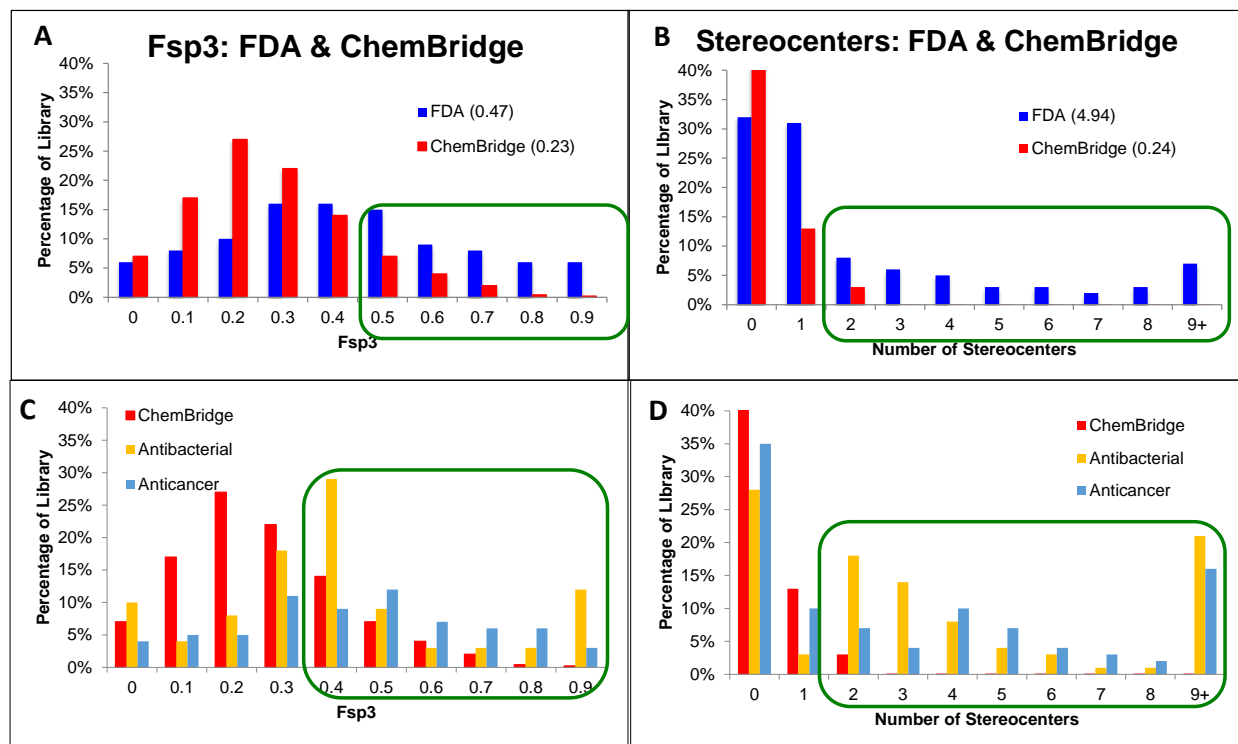 A
Fsp3: FDA & ChemBridge
40%
35%
30%
25%
20%
15%
10%
5%
0%
Percentage of Library
FDA (0.47)
ChemBridge (0.23)
0 0.1 0.2 0.3 0.4 0.5 0.6 0.7 0.8 0.9
Fsp3
B
Stereocenters: FDA & ChemBridge
40%
35%
30%
25%
20%
15%
10%
5%
0%
Percentage of LIbrary
FDA (4.94)
ChemBridge (0.24)
0 1 2 3 4 5 6 7 8 9+
Number of Stereocenters
C
40%
35%
30%
25%
20%
15%
10%
5%
0%
Percentage of Library
ChemBridge
Antibacterial
Anticancer
0 0.1 0.2 0.3 0.4 0.5 0.6 0.7 0.8 0.9
Fsp3
D
40%
35%
30%
25%
20%
15%
10%
5%
0%
Percentage of LIbrary
ChemBridge
Antibacterial
Anticancer
0 1 2 3 4 5 6 7 8 9+
Number of Stereocenters